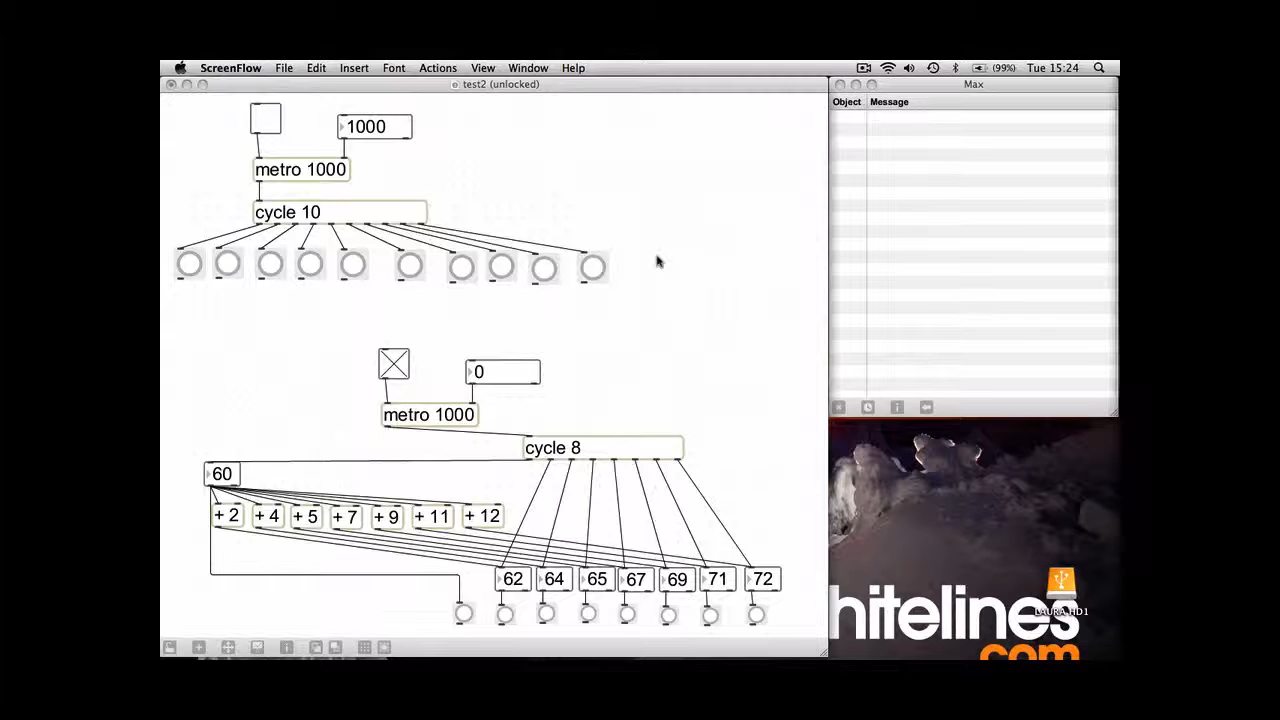 ScreenFlow File Edit Insert Font Actions View Window Help (99%) Tue 15:24
test2 (unlocked)
Max
Object Message
1000
metro 1000
cycle 10
0
metro 1000
cycle 8
60
+ 2 + 4 + 5 + 7 + 9 + 11 + 12
62 64 65 67 69 71 72
hitelines
LAURA HD1
com